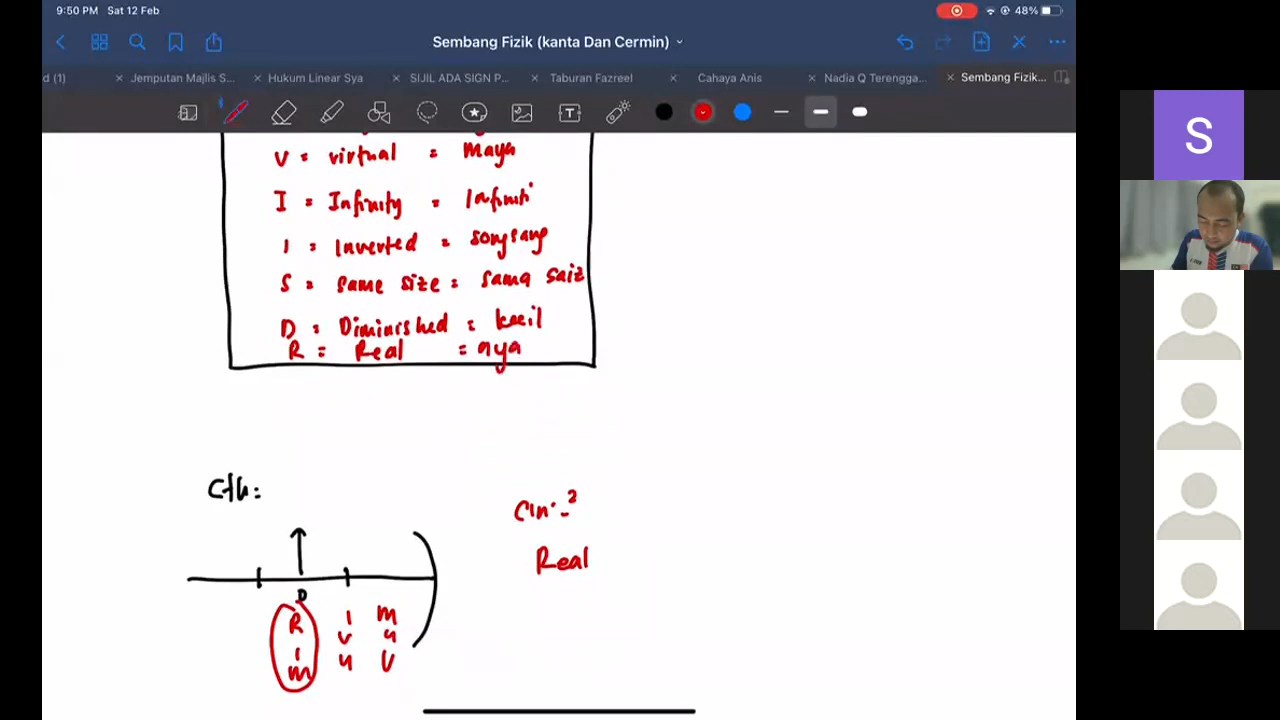 9:50 PM Sat 12 Feb
48%
Sembang Fizik (kanta Dan Cermin)
d (1)
Jemputan Majlis S...
Hukum Linear Sya
SIJIL ADA SIGN P...
Taburan Fazreel
Cahaya Anis
Nadia Q Terengga...
Sembang Fizik...
V = virtual = Maya
I = Infinity = Infiniti
I = Inverted = songsang
S = same size = sama saiz
D = Diminished = kecil
R = Real = nya
S
Cth:
Ciri-2
Real
D
R I M
I V U
M U V